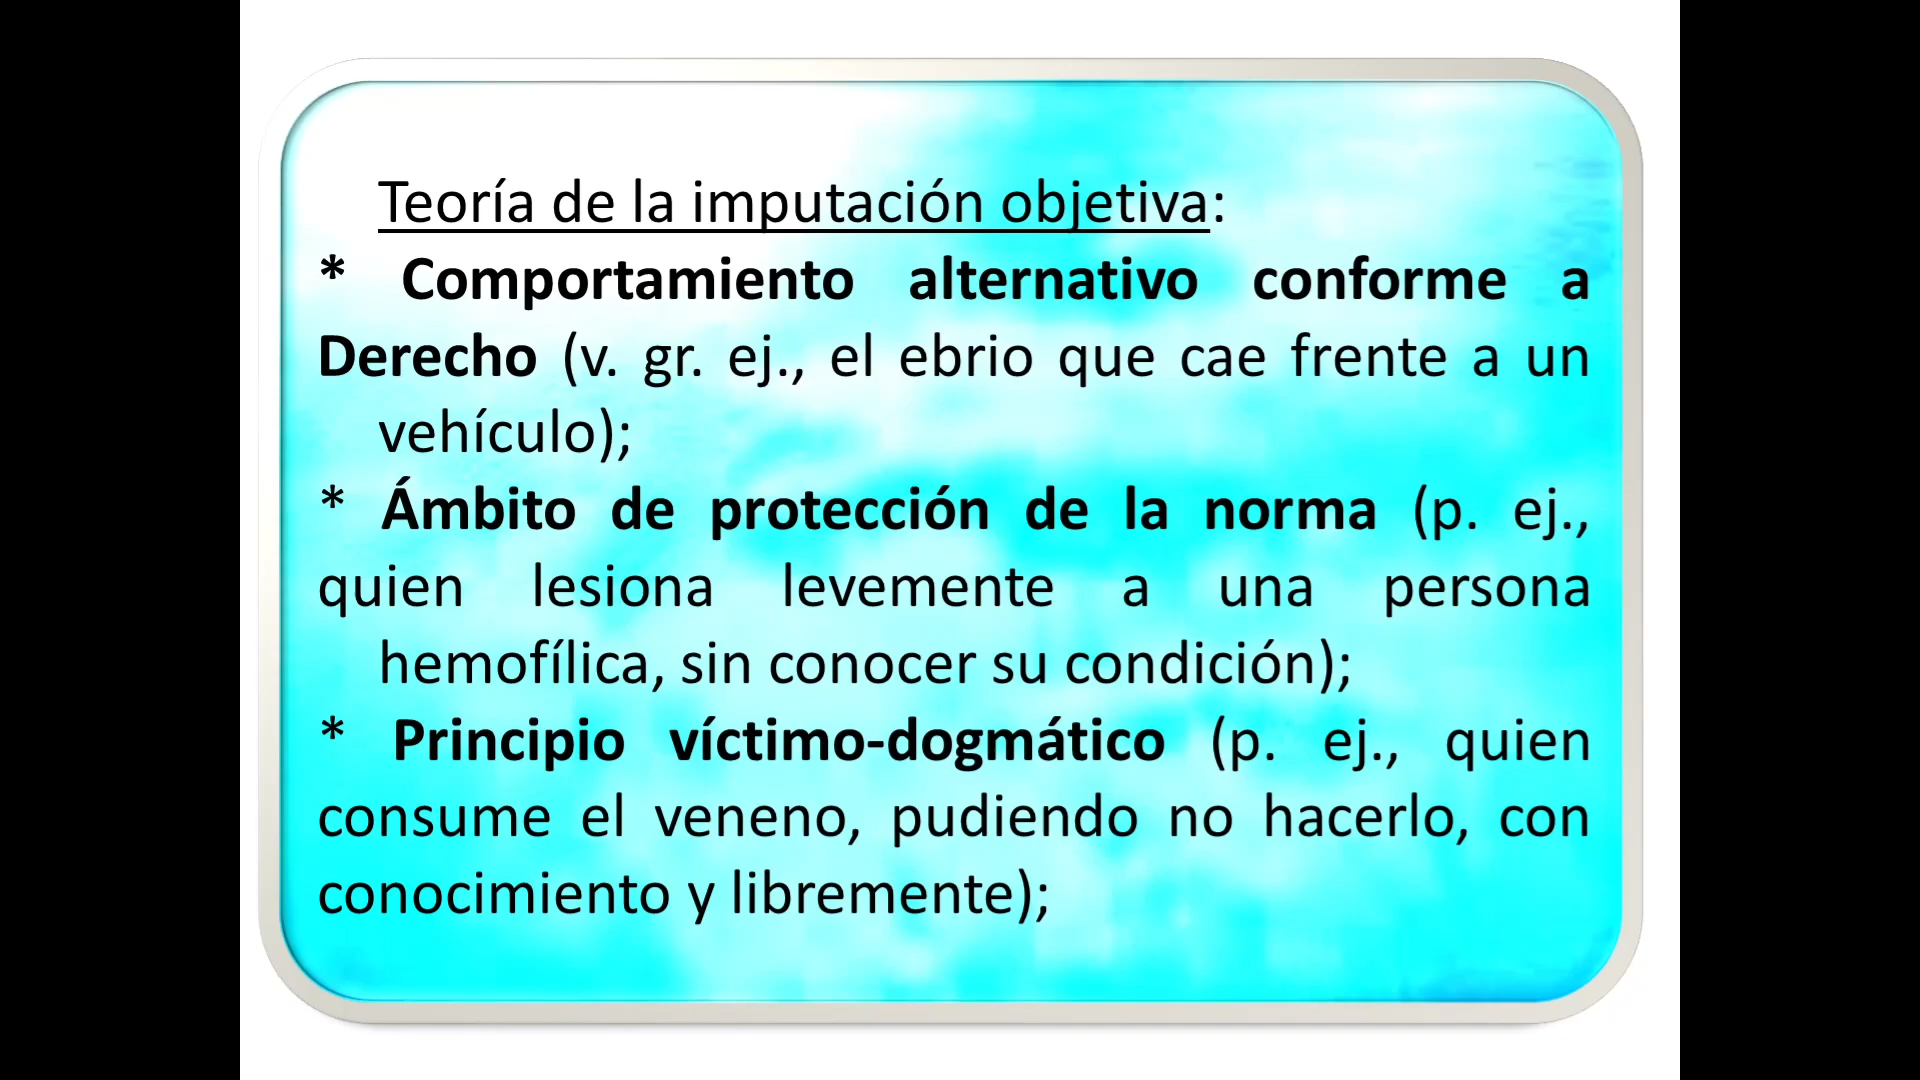 Teoría de la imputación objetiva:
* Comportamiento alternativo conforme a
Derecho (v. gr. ej., el ebrio que cae frente a un
vehículo);
* Ámbito de protección de la norma (p. ej.,
quien lesiona levemente a una persona
hemofílica, sin conocer su condición);
* Principio víctimo-dogmático (p. ej., quien
consume el veneno, pudiendo no hacerlo, con
conocimiento y libremente);